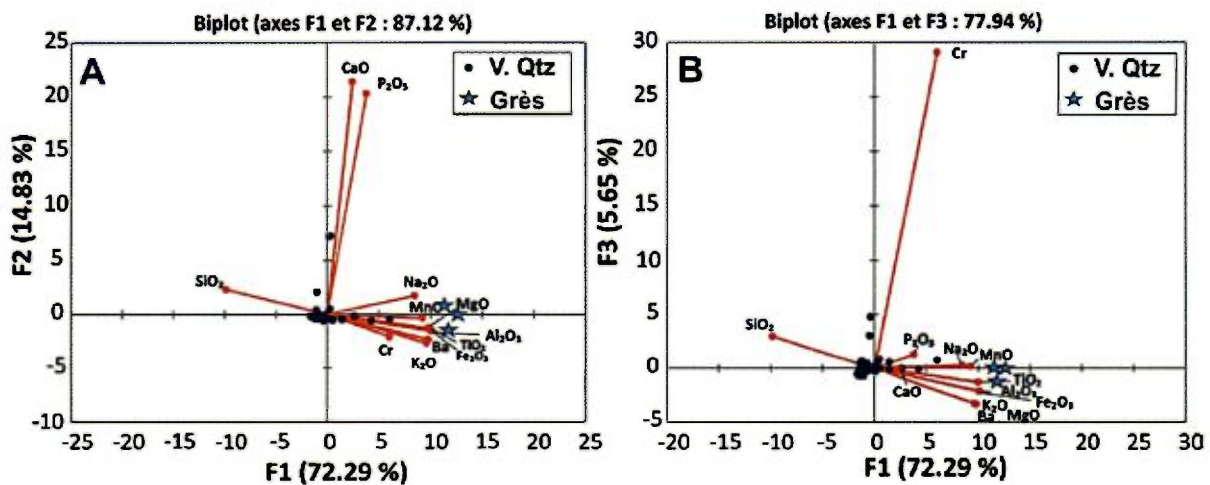 Biplot (axes F1 et F2 : 87.12 %)
A
V. Qtz
Grès
CaO
P₂O₅
SiO₂
Na₂O
MnO
MgO
Al₂O₃
TiO₂
Fe₂O₃
Ba
K₂O
Cr
25
20
15
10
5
0
-5
-10
-25
-20
-15
-10
-5
0
5
10
15
20
25
F2 (14.83 %)
F1 (72.29 %)
Biplot (axes F1 et F3 : 77.94 %)
B
V. Qtz
Grès
Cr
SiO₂
P₂O₅
Na₂O
MnO
TiO₂
Al₂O₃
Fe₂O₃
CaO
K₂O
Ba
MgO
30
25
20
15
10
5
0
-5
-20
-15
-10
-5
0
5
10
15
20
25
30
F3 (5.65 %)
F1 (72.29 %)